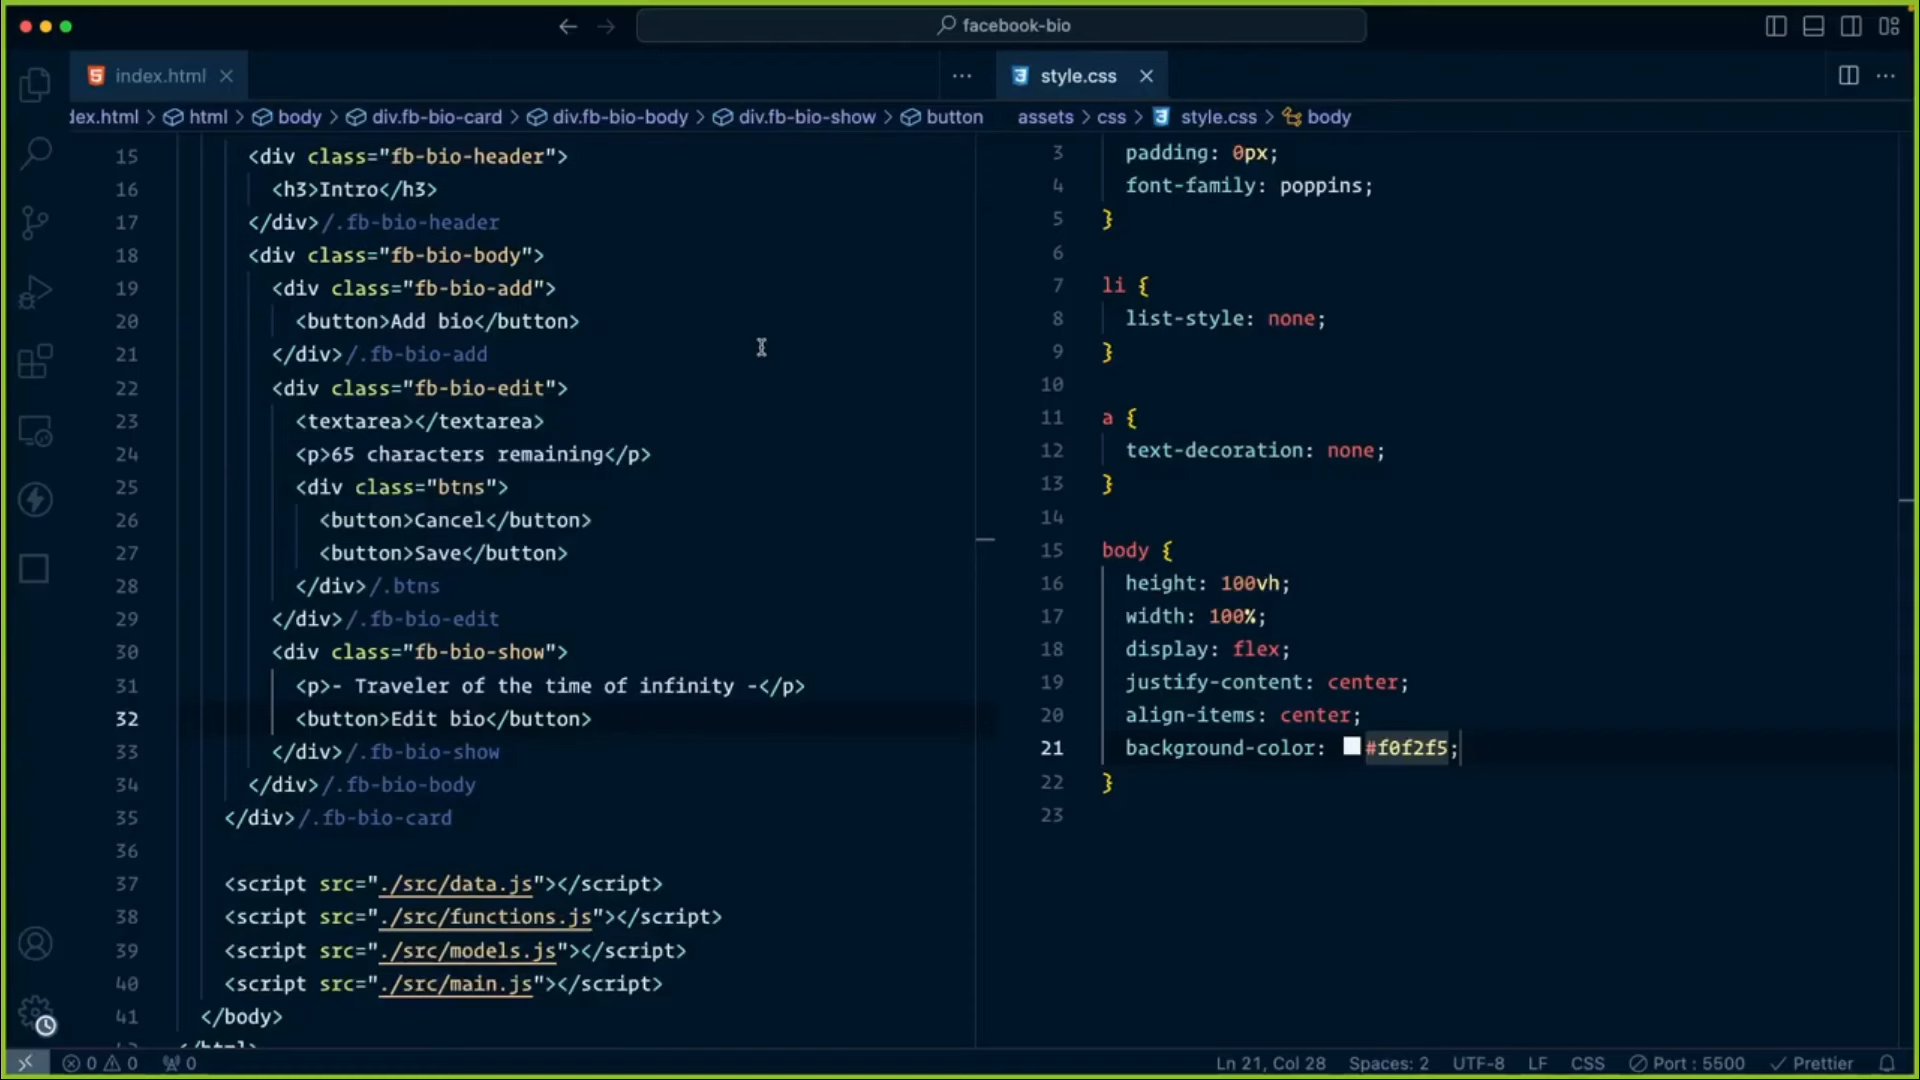 facebook-bio
index.html
style.css
dex.html > html > body > div.fb-bio-card > div.fb-bio-body > div.fb-bio-show > button
assets > css > style.css > body
15 <div class="fb-bio-header">
16 <h3>Intro</h3>
17 </div>/.fb-bio-header
18 <div class="fb-bio-body">
19 <div class="fb-bio-add">
20 <button>Add bio</button>
21 </div>/.fb-bio-add
22 <div class="fb-bio-edit">
23 <textarea></textarea>
24 <p>65 characters remaining</p>
25 <div class="btns">
26 <button>Cancel</button>
27 <button>Save</button>
28 </div>/.btns
29 </div>/.fb-bio-edit
30 <div class="fb-bio-show">
31 <p>- Traveler of the time of infinity -</p>
32 <button>Edit bio</button>
33 </div>/.fb-bio-show
34 </div>/.fb-bio-body
35 </div>/.fb-bio-card
36
37 <script src="./src/data.js"></script>
38 <script src="./src/functions.js"></script>
39 <script src="./src/models.js"></script>
40 <script src="./src/main.js"></script>
41 </body>
3 padding: 0px;
4 font-family: poppins;
5 }
6
7 li {
8 list-style: none;
9 }
10
11 a {
12 text-decoration: none;
13 }
14
15 body {
16 height: 100vh;
17 width: 100%;
18 display: flex;
19 justify-content: center;
20 align-items: center;
21 background-color: #f0f2f5;
22 }
23
0 0 0 Ln 21, Col 28 Spaces: 2 UTF-8 LF CSS Port : 5500 Prettier